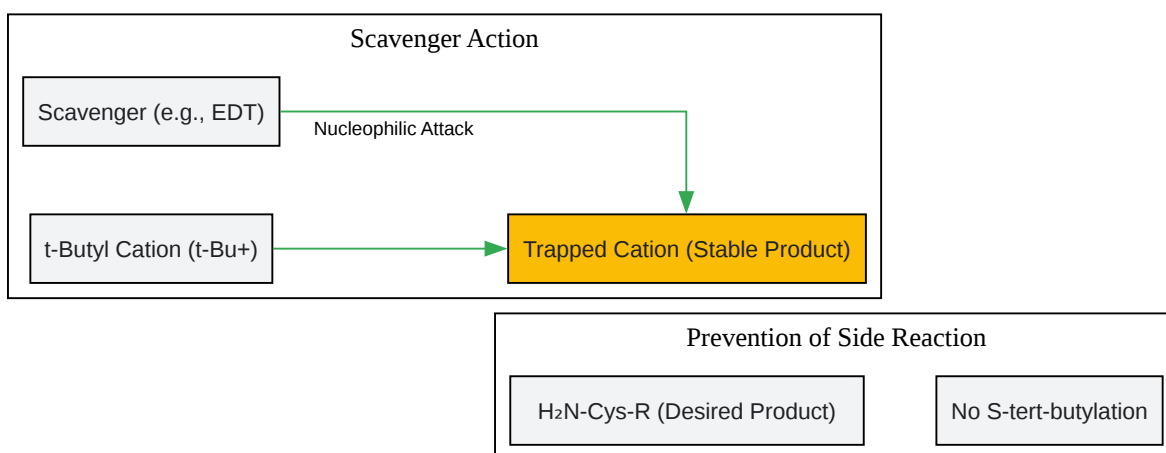 Scavenger Action
Scavenger (e.g., EDT)
Nucleophilic Attack
t-Butyl Cation (t-Bu+)
Trapped Cation (Stable Product)
Prevention of Side Reaction
H₂N-Cys-R (Desired Product)
No S-tert-butylation